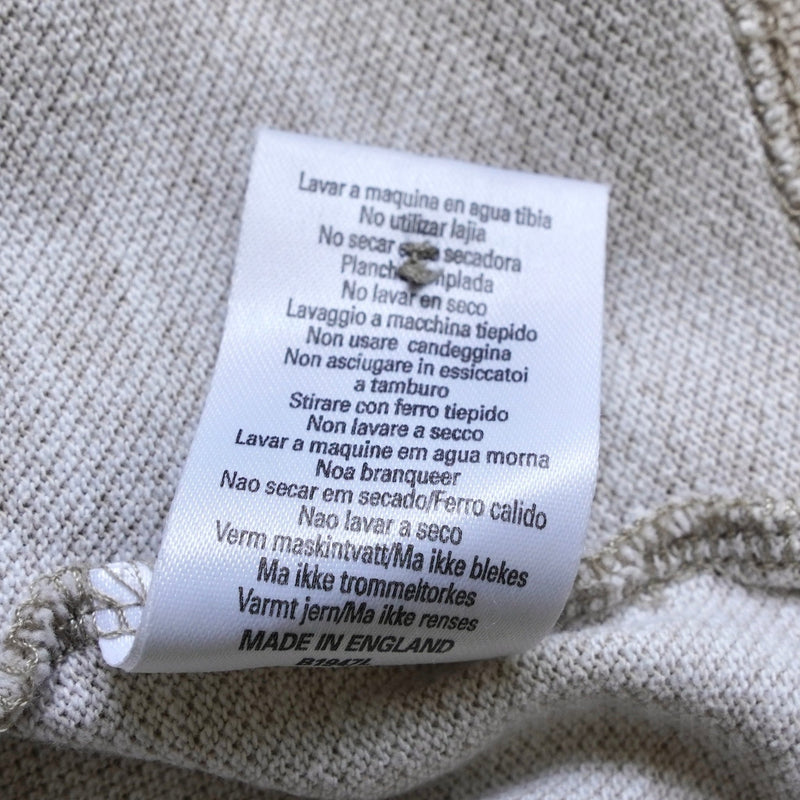 Lavar a maquina en agua tibia
No utilizar lajia
No secar secadora
No lavar en seco
Lavaggio a macchina tiepido
Non usare candeggina
Non asciugare in essiccatoi
a tamburo
Stirare con ferro tiepido
Non lavare a secco
Lavar a maquine em agua morna
Noa branqueer
Nao secar em secado/Ferro calido
Nao lavar a seco
Verm maskintvatt/Ma ikke blekes
Ma ikke trommeltorkes
Varmt jern/Ma ikke renses
MADE IN ENGLAND